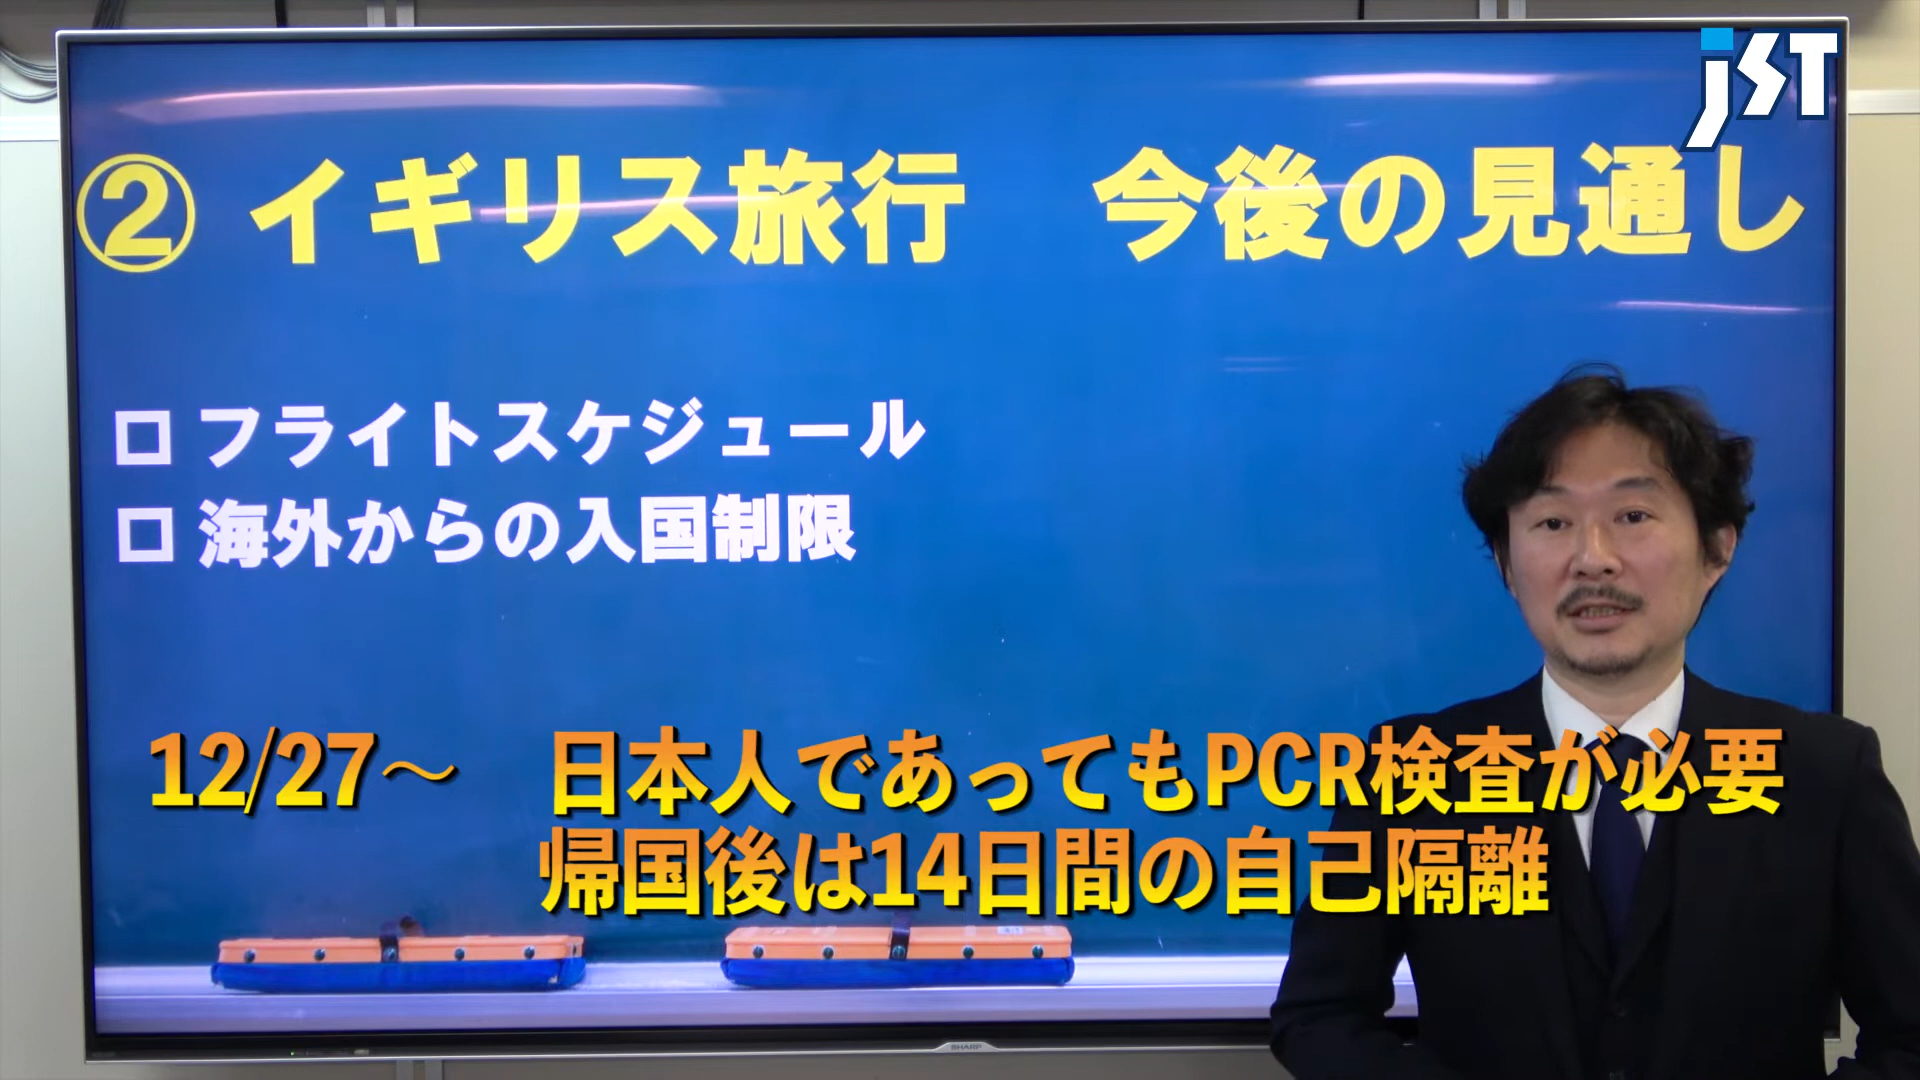 jST
② イギリス旅行　今後の見通し
□ フライトスケジュール
□ 海外からの入国制限
12/27～　日本人であってもPCR検査が必要
帰国後は14日間の自己隔離
SHARP